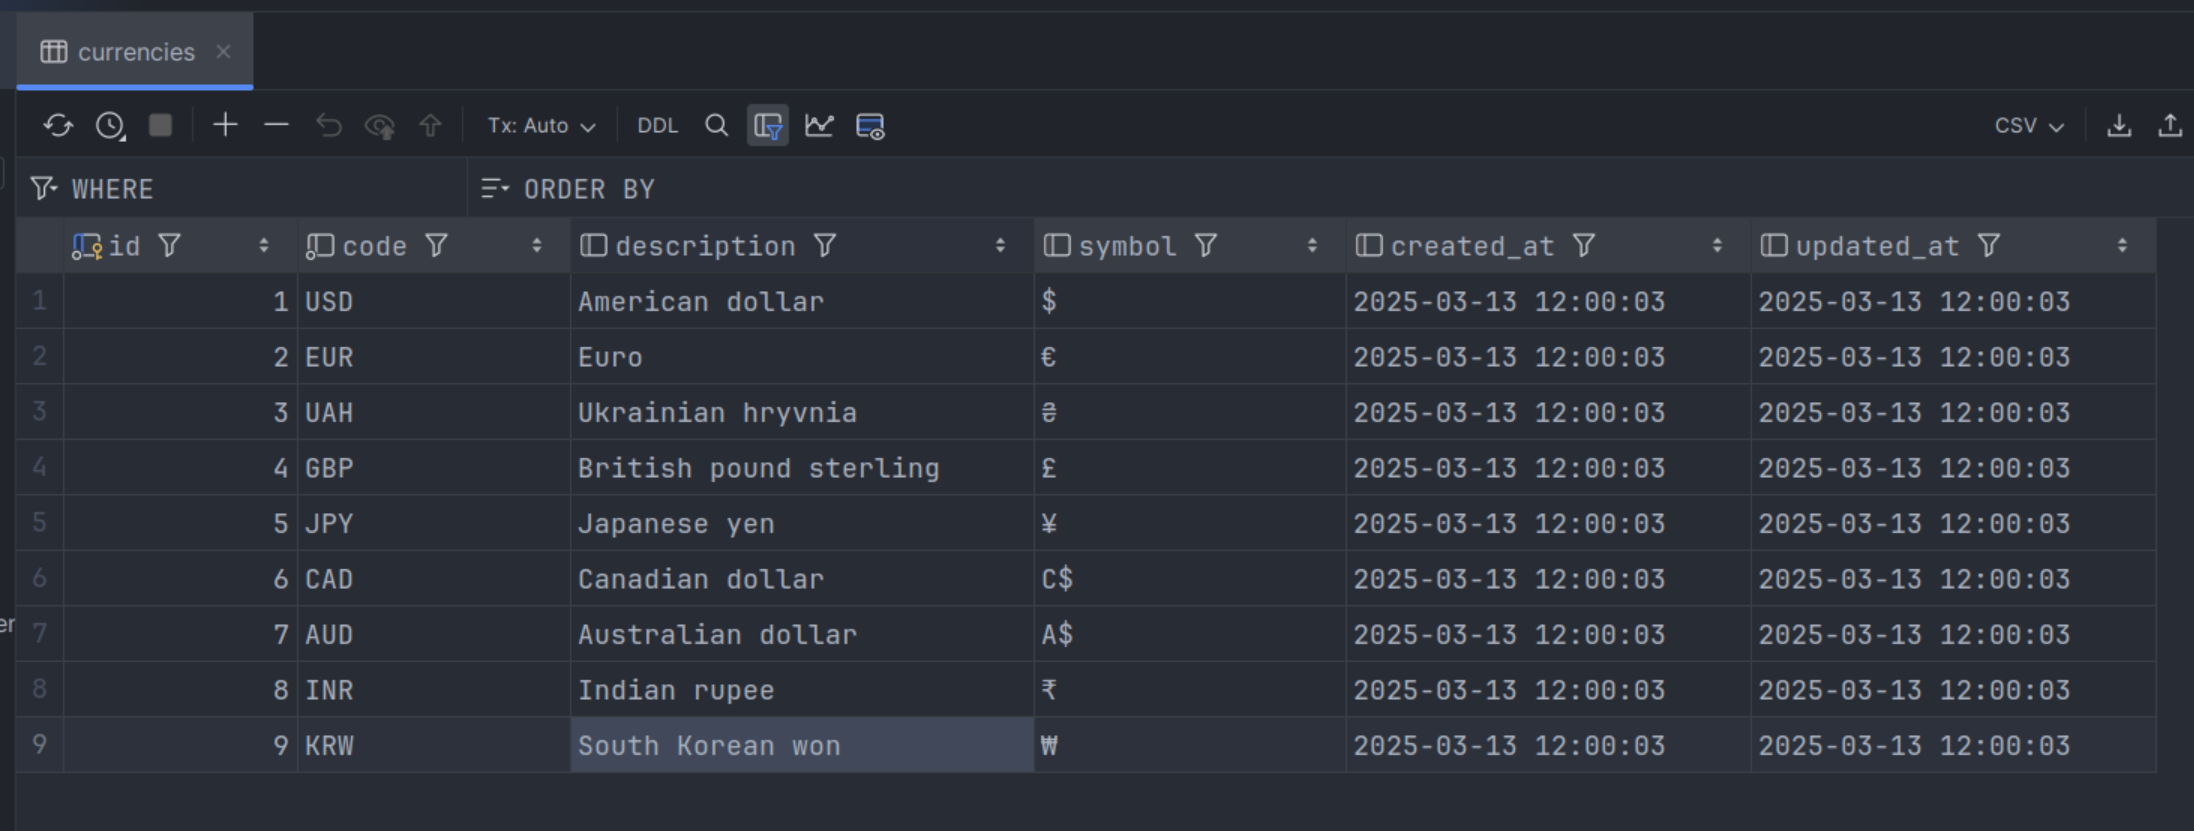 currencies
Tx: Auto DDL CSV
WHERE ORDER BY
id code description symbol created_at updated_at
1 1 USD American dollar $ 2025-03-13 12:00:03 2025-03-13 12:00:03
2 2 EUR Euro € 2025-03-13 12:00:03 2025-03-13 12:00:03
3 3 UAH Ukrainian hryvnia ₴ 2025-03-13 12:00:03 2025-03-13 12:00:03
4 4 GBP British pound sterling £ 2025-03-13 12:00:03 2025-03-13 12:00:03
5 5 JPY Japanese yen ¥ 2025-03-13 12:00:03 2025-03-13 12:00:03
6 6 CAD Canadian dollar C$ 2025-03-13 12:00:03 2025-03-13 12:00:03
7 7 AUD Australian dollar A$ 2025-03-13 12:00:03 2025-03-13 12:00:03
8 8 INR Indian rupee ₹ 2025-03-13 12:00:03 2025-03-13 12:00:03
9 9 KRW South Korean won ₩ 2025-03-13 12:00:03 2025-03-13 12:00:03